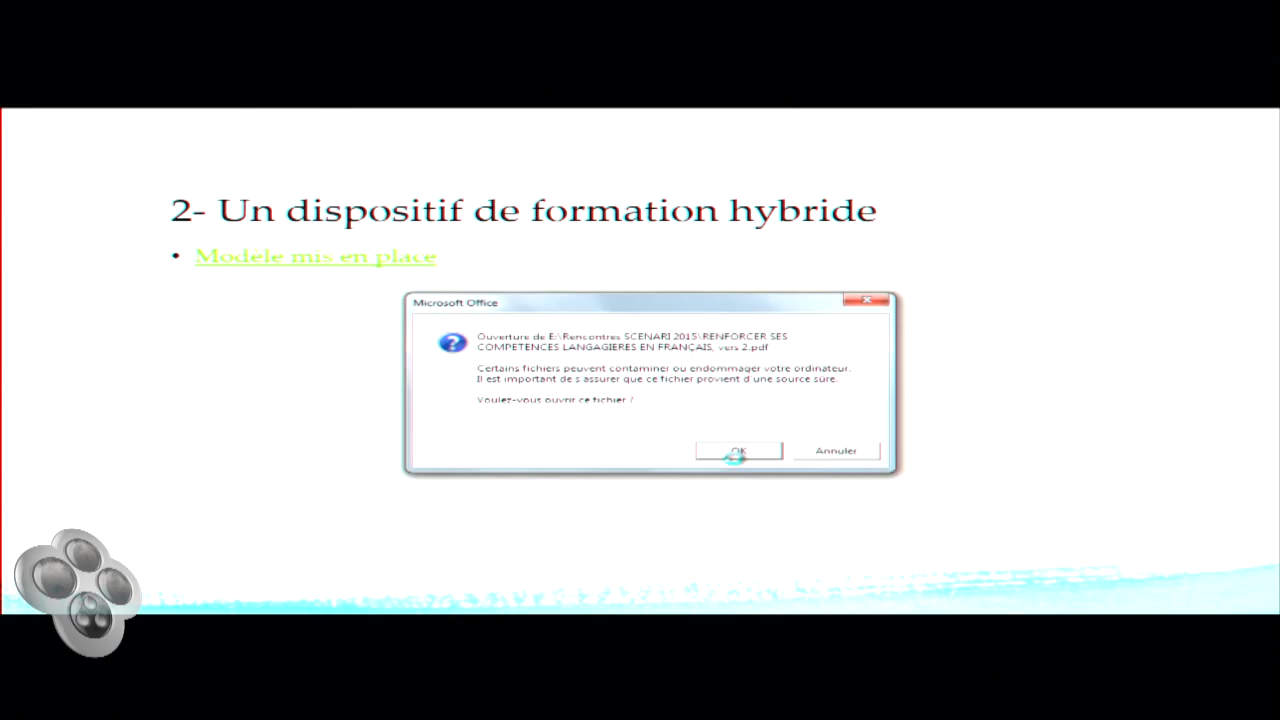 2- Un dispositif de formation hybride
• Modèle mis en place
Microsoft Office
Ouverture de E:\Rencontres SCENARI 2015\RENFORCER SES
COMPETENCES LANGAGIERES EN FRANÇAIS, vers 2.pdf
Certains fichiers peuvent contaminer ou endommager votre ordinateur.
Il est important de s assurer que ce fichier provient d'une source sûre.
Voulez-vous ouvrir ce fichier ?
OK
Annuler